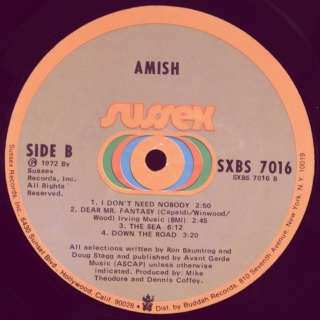 AMISH
sussex
SIDE B
SXBS 7016
SXBS 7016 B
© 1972 By
Sussex
Records, Inc.
All Rights
Reserved.
1. I DON'T NEED NOBODY 2:50
2. DEAR MR. FANTASY (Capaldi/Winwood/
Wood) Irving Music (BMI) 2:45
3. THE SEA 6:12
4. DOWN THE ROAD 3:20
All selections written by Ron Baumtrog and
Doug Stagg and published by Avant Garde
Music (ASCAP) unless otherwise
indicated. Produced by: Mike
Theodore and Dennis Coffey.
Sussex Records, Inc. 6430 Sunset Blvd., Hollywood, Calif. 90028 • Dist. by Buddah Records, 810 Seventh Avenue, New York, N.Y. 10019